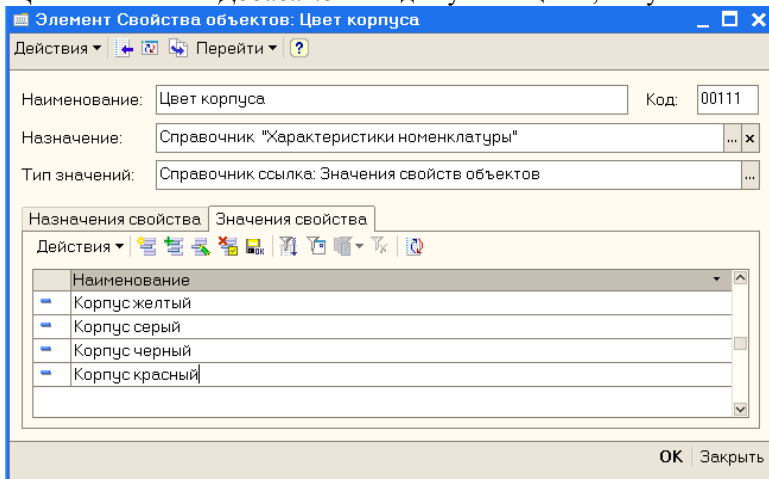 Элемент Свойства объектов: Цвет корпуса
Действия Перейти ?
Наименование: Цвет корпуса Код: 00111
Назначение: Справочник "Характеристики номенклатуры" ... x
Тип значений: Справочник ссылка: Значения свойств объектов ...
Назначения свойства Значения свойства
Действия
Наименование
Корпус желтый
Корпус серый
Корпус черный
Корпус красный
OK Закрыть